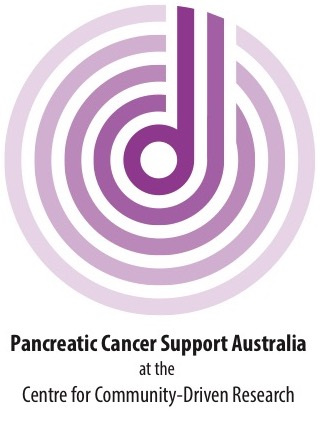 Pancreatic Cancer Support Australia
at the
Centre for Community-Driven Research